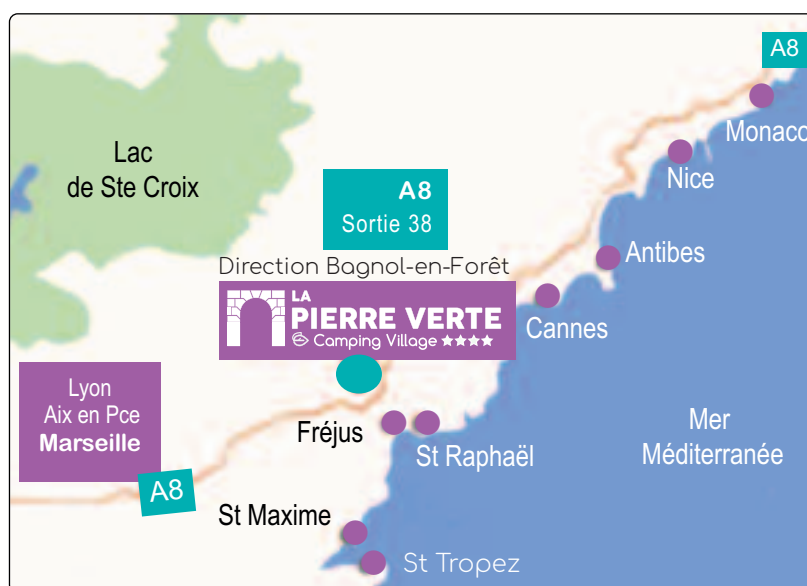 A8
Monaco
Nice
Lac
de Ste Croix
A8
Sortie 38
Antibes
Direction Bagnol-en-Forêt
LA
PIERRE VERTE
Camping Village ★★★★
Cannes
Lyon
Aix en Pce
Marseille
Fréjus
St Raphaël
Mer
Méditerranée
A8
St Maxime
St Tropez